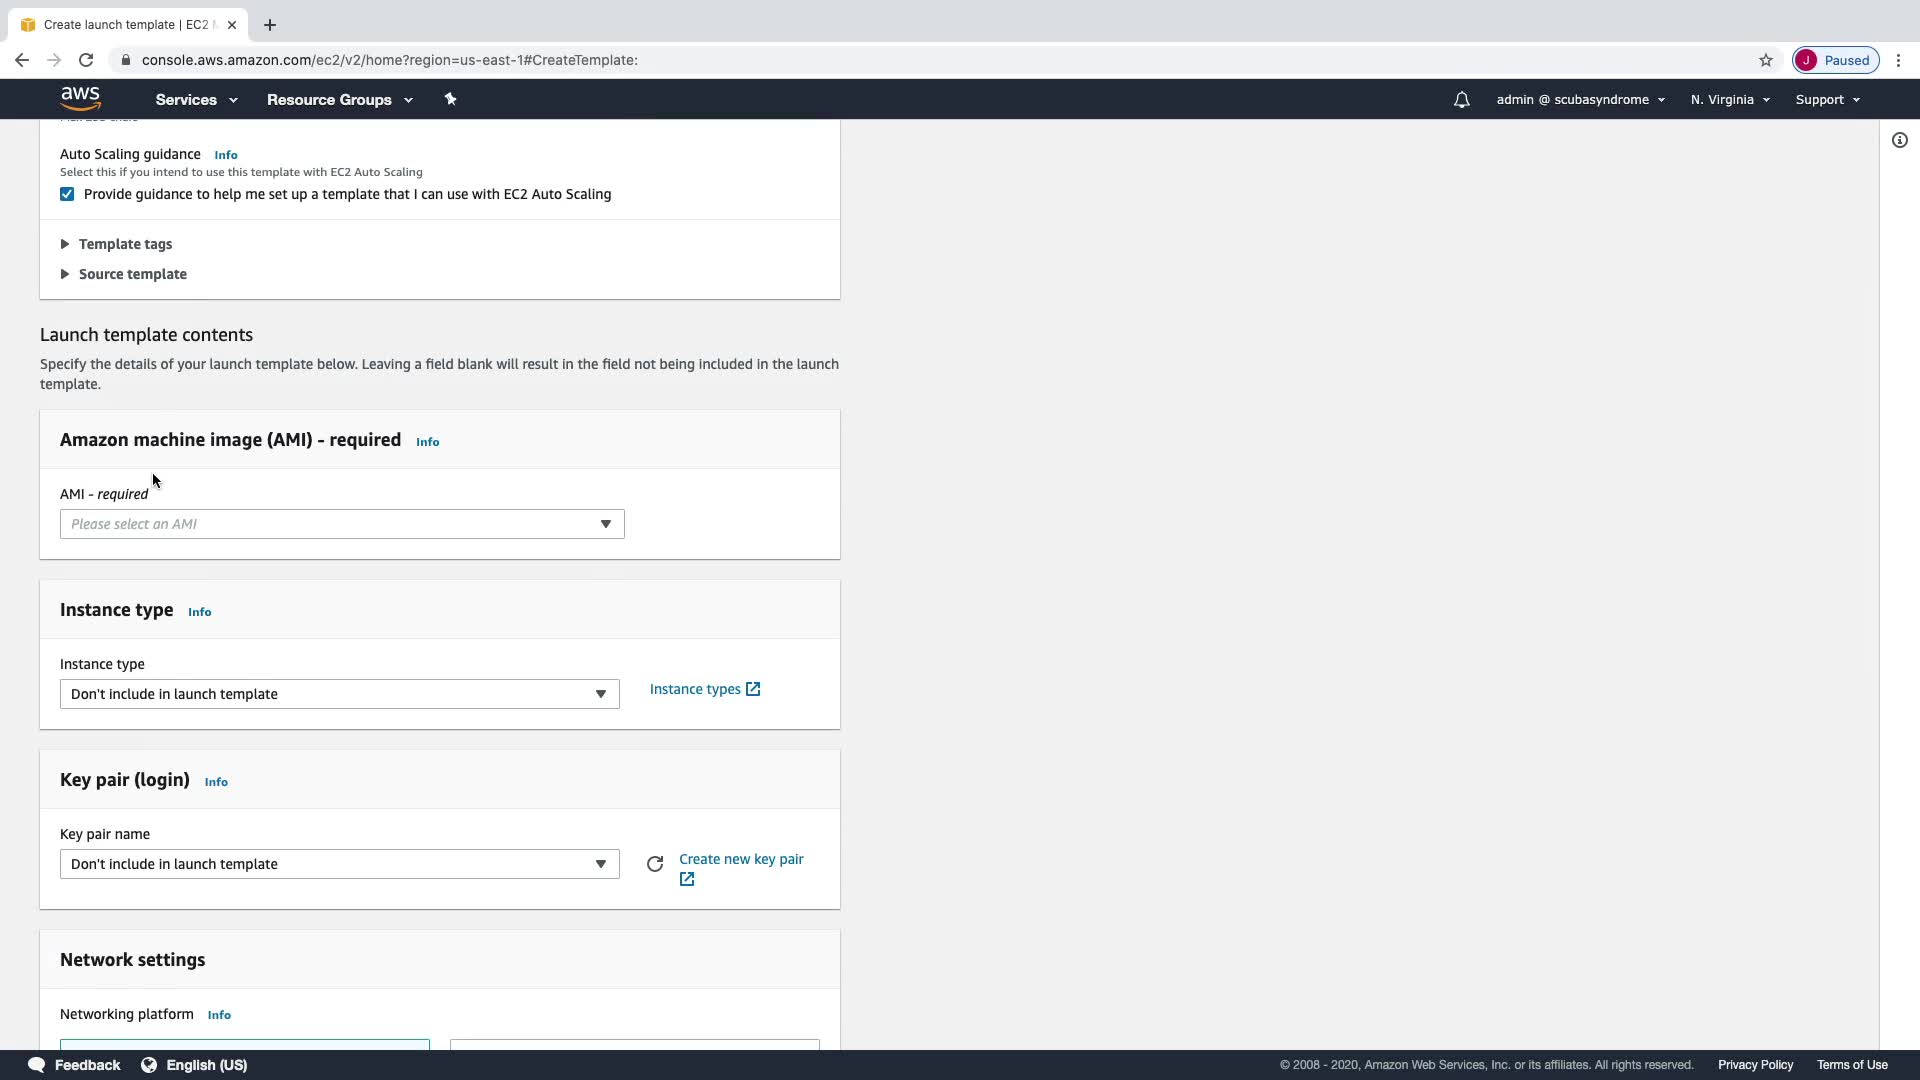 Create launch template | EC2 M
console.aws.amazon.com/ec2/v2/home?region=us-east-1#CreateTemplate:
J Paused
aws Services Resource Groups admin @ scubasyndrome N. Virginia Support
Auto Scaling guidance Info
Select this if you intend to use this template with EC2 Auto Scaling
Provide guidance to help me set up a template that I can use with EC2 Auto Scaling
Template tags
Source template
Launch template contents
Specify the details of your launch template below. Leaving a field blank will result in the field not being included in the launch
template.
Amazon machine image (AMI) - required Info
AMI - required
Please select an AMI
Instance type Info
Instance type
Don't include in launch template
Instance types
Key pair (login) Info
Key pair name
Don't include in launch template
Create new key pair
Network settings
Networking platform Info
Feedback English (US) © 2008 - 2020, Amazon Web Services, Inc. or its affiliates. All rights reserved. Privacy Policy Terms of Use